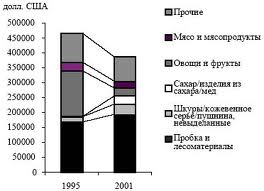 долл. США
500000
450000
400000
350000
300000
250000
200000
150000
100000
50000
0
1995
2001
Прочие
Мясо и мясопродукты
Овощи и фрукты
Сахар/изделия из
сахара/мед
Шкуры/кожевенное
серье/пушнина,
невыделанные
Пробка и
лесоматериалы